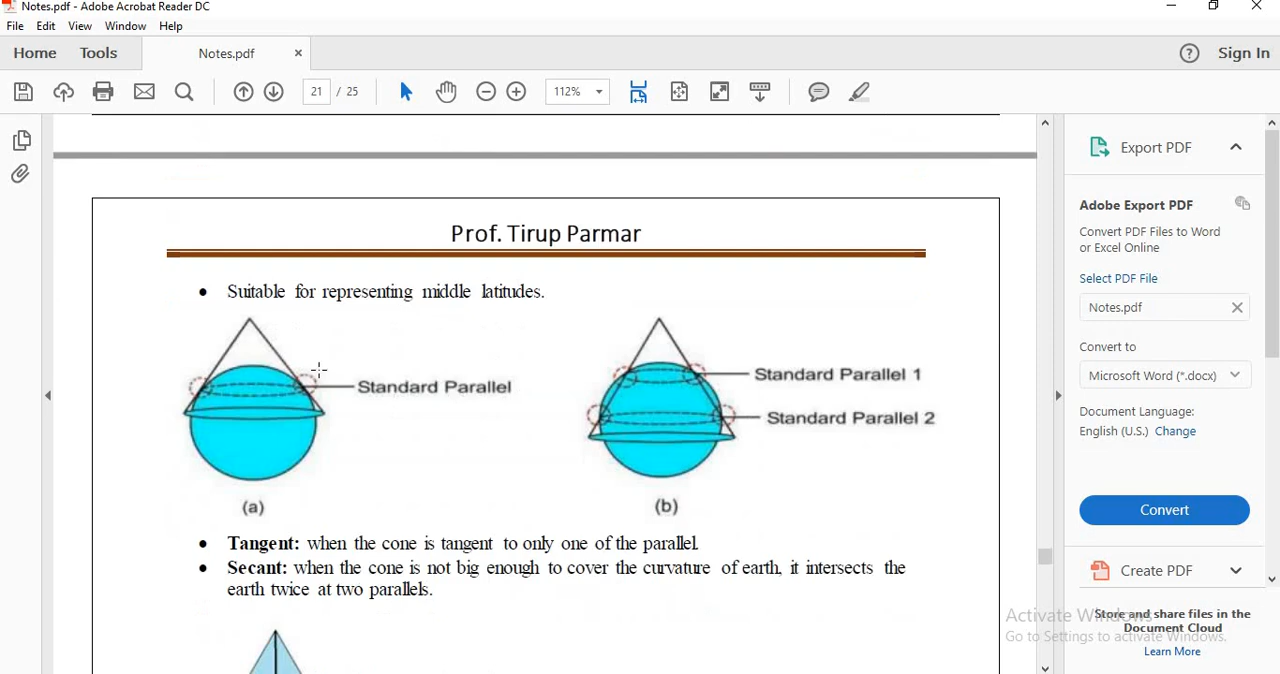 Notes.pdf - Adobe Acrobat Reader DC
File Edit View Window Help
Home Tools Notes.pdf × ? Sign In
21 / 25 112%
Export PDF
Adobe Export PDF
Convert PDF Files to Word
or Excel Online
Select PDF File
Notes.pdf
Convert to
Microsoft Word (*.docx)
Document Language:
English (U.S.) Change
Convert
Create PDF
Store and share files in the
Document Cloud
Learn More
Activate Windows
Go to Settings to activate Windows.
Prof. Tirup Parmar
• Suitable for representing middle latitudes.
Standard Parallel
Standard Parallel 1
Standard Parallel 2
(a) (b)
• Tangent: when the cone is tangent to only one of the parallel.
• Secant: when the cone is not big enough to cover the curvature of earth, it intersects the
earth twice at two parallels.